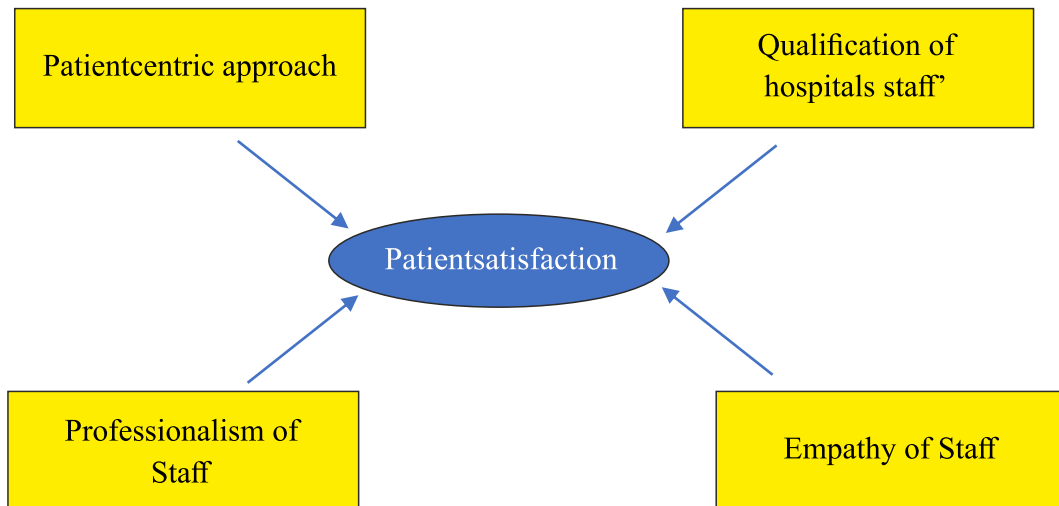 Patientcentric approach
Qualification of
hospitals staff’
Patientsatisfaction
Professionalism of
Staff
Empathy of Staff